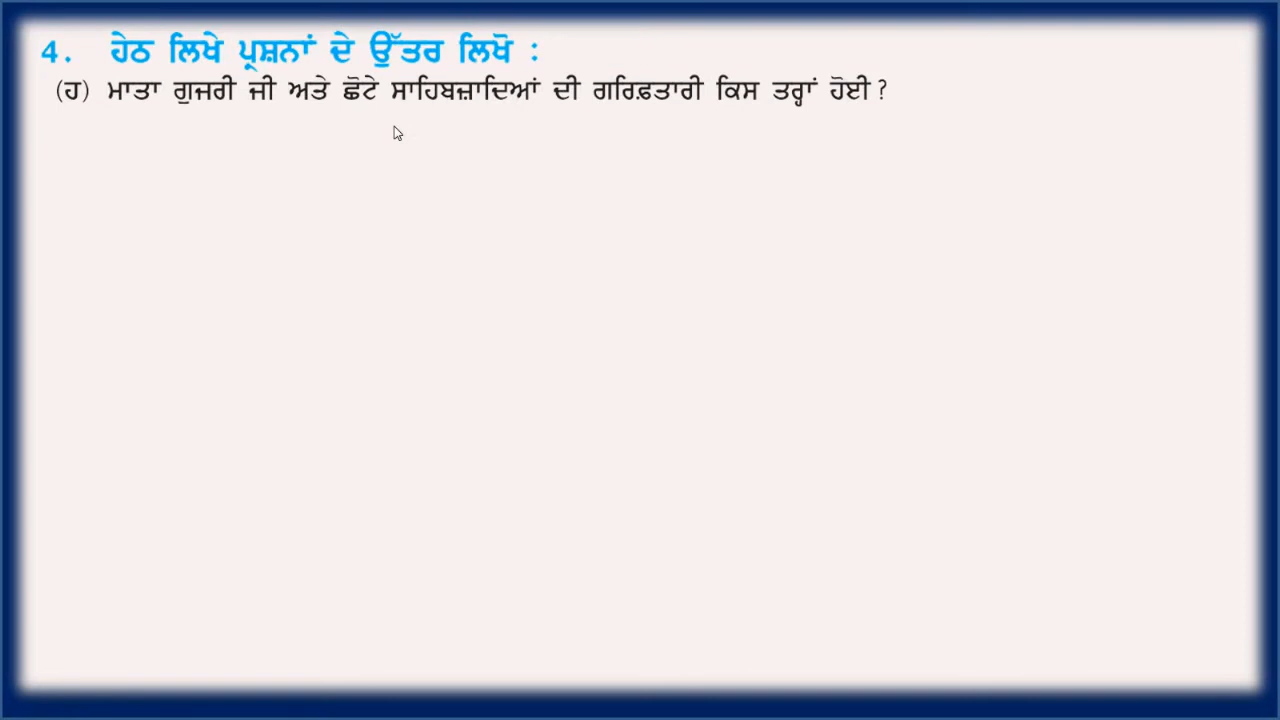 4. ਹੇਠ ਲਿਖੇ ਪ੍ਰਸ਼ਨਾਂ ਦੇ ਉੱਤਰ ਲਿਖੋ :
(ਹ) ਮਾਤਾ ਗੁਜਰੀ ਜੀ ਅਤੇ ਛੋਟੇ ਸਾਹਿਬਜ਼ਾਦਿਆਂ ਦੀ ਗਰਿਫ਼ਤਾਰੀ ਕਿਸ ਤਰ੍ਹਾਂ ਹੋਈ ?